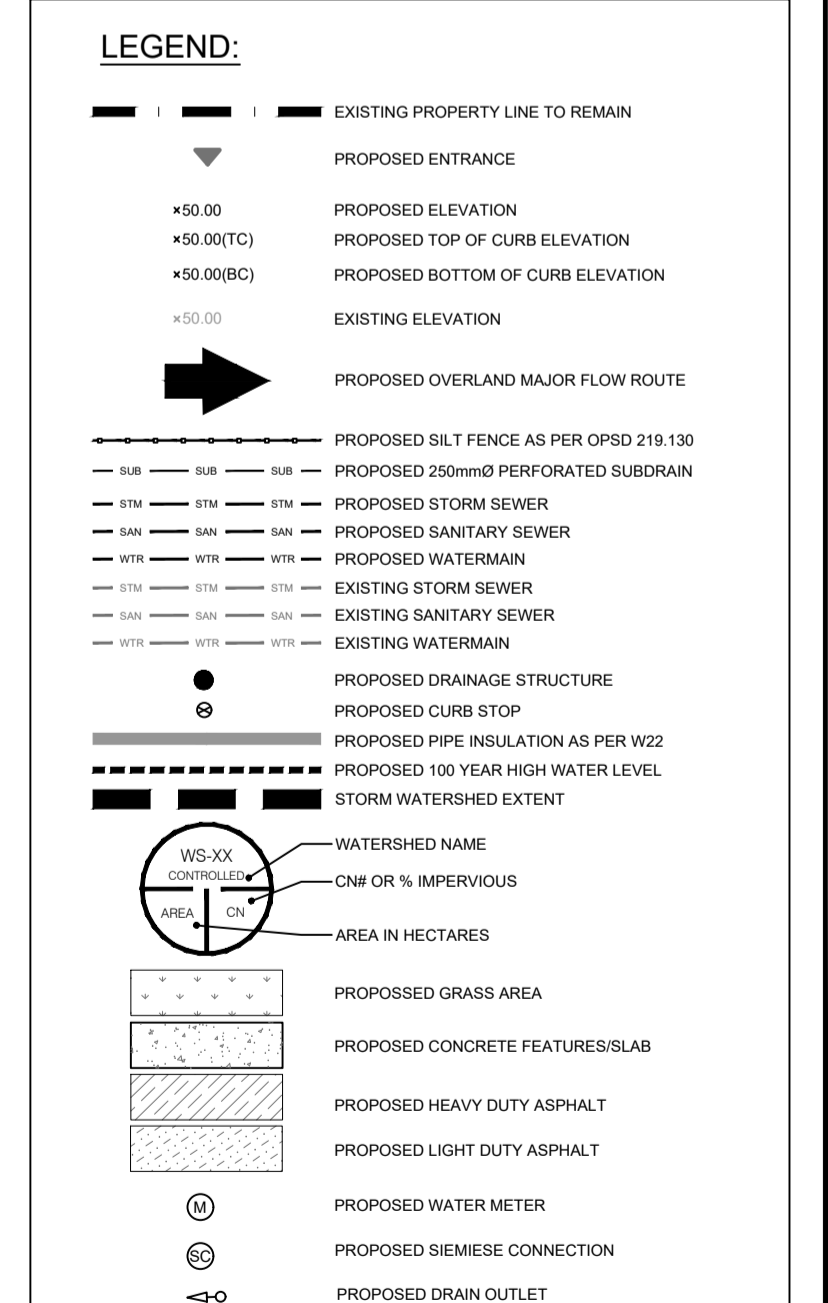 LEGEND:
EXISTING PROPERTY LINE TO REMAIN
PROPOSED ENTRANCE
×50.00 PROPOSED ELEVATION
×50.00(TC) PROPOSED TOP OF CURB ELEVATION
×50.00(BC) PROPOSED BOTTOM OF CURB ELEVATION
×50.00 EXISTING ELEVATION
PROPOSED OVERLAND MAJOR FLOW ROUTE
PROPOSED SILT FENCE AS PER OPSD 219.130
SUB SUB SUB PROPOSED 250mmØ PERFORATED SUBDRAIN
STM STM STM PROPOSED STORM SEWER
SAN SAN SAN PROPOSED SANITARY SEWER
WTR WTR WTR PROPOSED WATERMAIN
STM STM STM EXISTING STORM SEWER
SAN SAN SAN EXISTING SANITARY SEWER
WTR WTR WTR EXISTING WATERMAIN
PROPOSED DRAINAGE STRUCTURE
PROPOSED CURB STOP
PROPOSED PIPE INSULATION AS PER W22
PROPOSED 100 YEAR HIGH WATER LEVEL
STORM WATERSHED EXTENT
WATERSHED NAME
WS-XX
CONTROLLED
CN# OR % IMPERVIOUS
AREA CN
AREA IN HECTARES
PROPOSSED GRASS AREA
PROPOSED CONCRETE FEATURES/SLAB
PROPOSED HEAVY DUTY ASPHALT
PROPOSED LIGHT DUTY ASPHALT
M PROPOSED WATER METER
SC PROPOSED SIEMIESE CONNECTION
PROPOSED DRAIN OUTLET